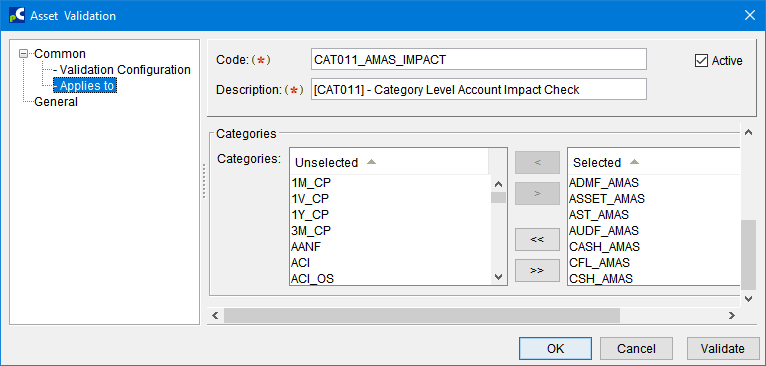 Asset Validation
Common
Validation Configuration
Applies to
General
Code: (*)
CAT011_AMAS_IMPACT
Active
Description: (*)
[CAT011] - Category Level Account Impact Check
Categories
Categories:
Unselected
1M_CP
1V_CP
1Y_CP
3M_CP
AANF
ACI
ACI_OS
<
>
<<
>>
Selected
ADMF_AMAS
ASSET_AMAS
AST_AMAS
AUDF_AMAS
CASH_AMAS
CFL_AMAS
CSH_AMAS
OK
Cancel
Validate